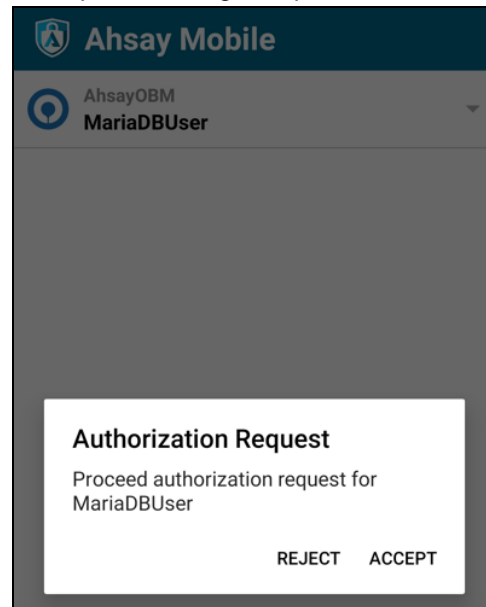 Ahsay Mobile
AhsayOBM
MariaDBUser
Authorization Request
Proceed authorization request for
MariaDBUser
REJECT ACCEPT